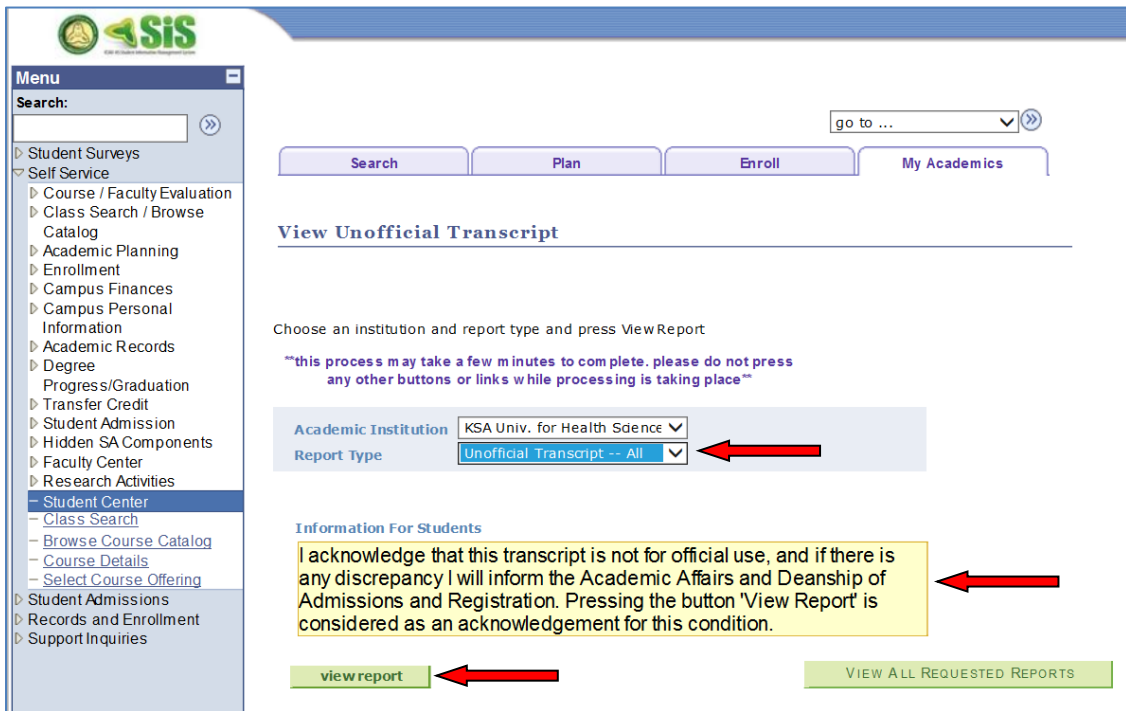 SiS
Menu
Search:
Student Surveys
Self Service
Course / Faculty Evaluation
Class Search / Browse
Catalog
Academic Planning
Enrollment
Campus Finances
Campus Personal
Information
Academic Records
Degree
Progress/Graduation
Transfer Credit
Student Admission
Hidden SA Components
Faculty Center
Research Activities
Student Center
Class Search
Browse Course Catalog
Course Details
Select Course Offering
Student Admissions
Records and Enrollment
Support Inquiries
go to ...
Search Plan Enroll My Academics
View Unofficial Transcript
Choose an institution and report type and press View Report
**this process may take a few minutes to complete. please do not press
any other buttons or links while processing is taking place**
Academic Institution KSA Univ. for Health Science
Report Type Unofficial Transcript -- All
Information For Students
I acknowledge that this transcript is not for official use, and if there is
any discrepancy I will inform the Academic Affairs and Deanship of
Admissions and Registration. Pressing the button 'View Report' is
considered as an acknowledgement for this condition.
view report
VIEW ALL REQUESTED REPORTS